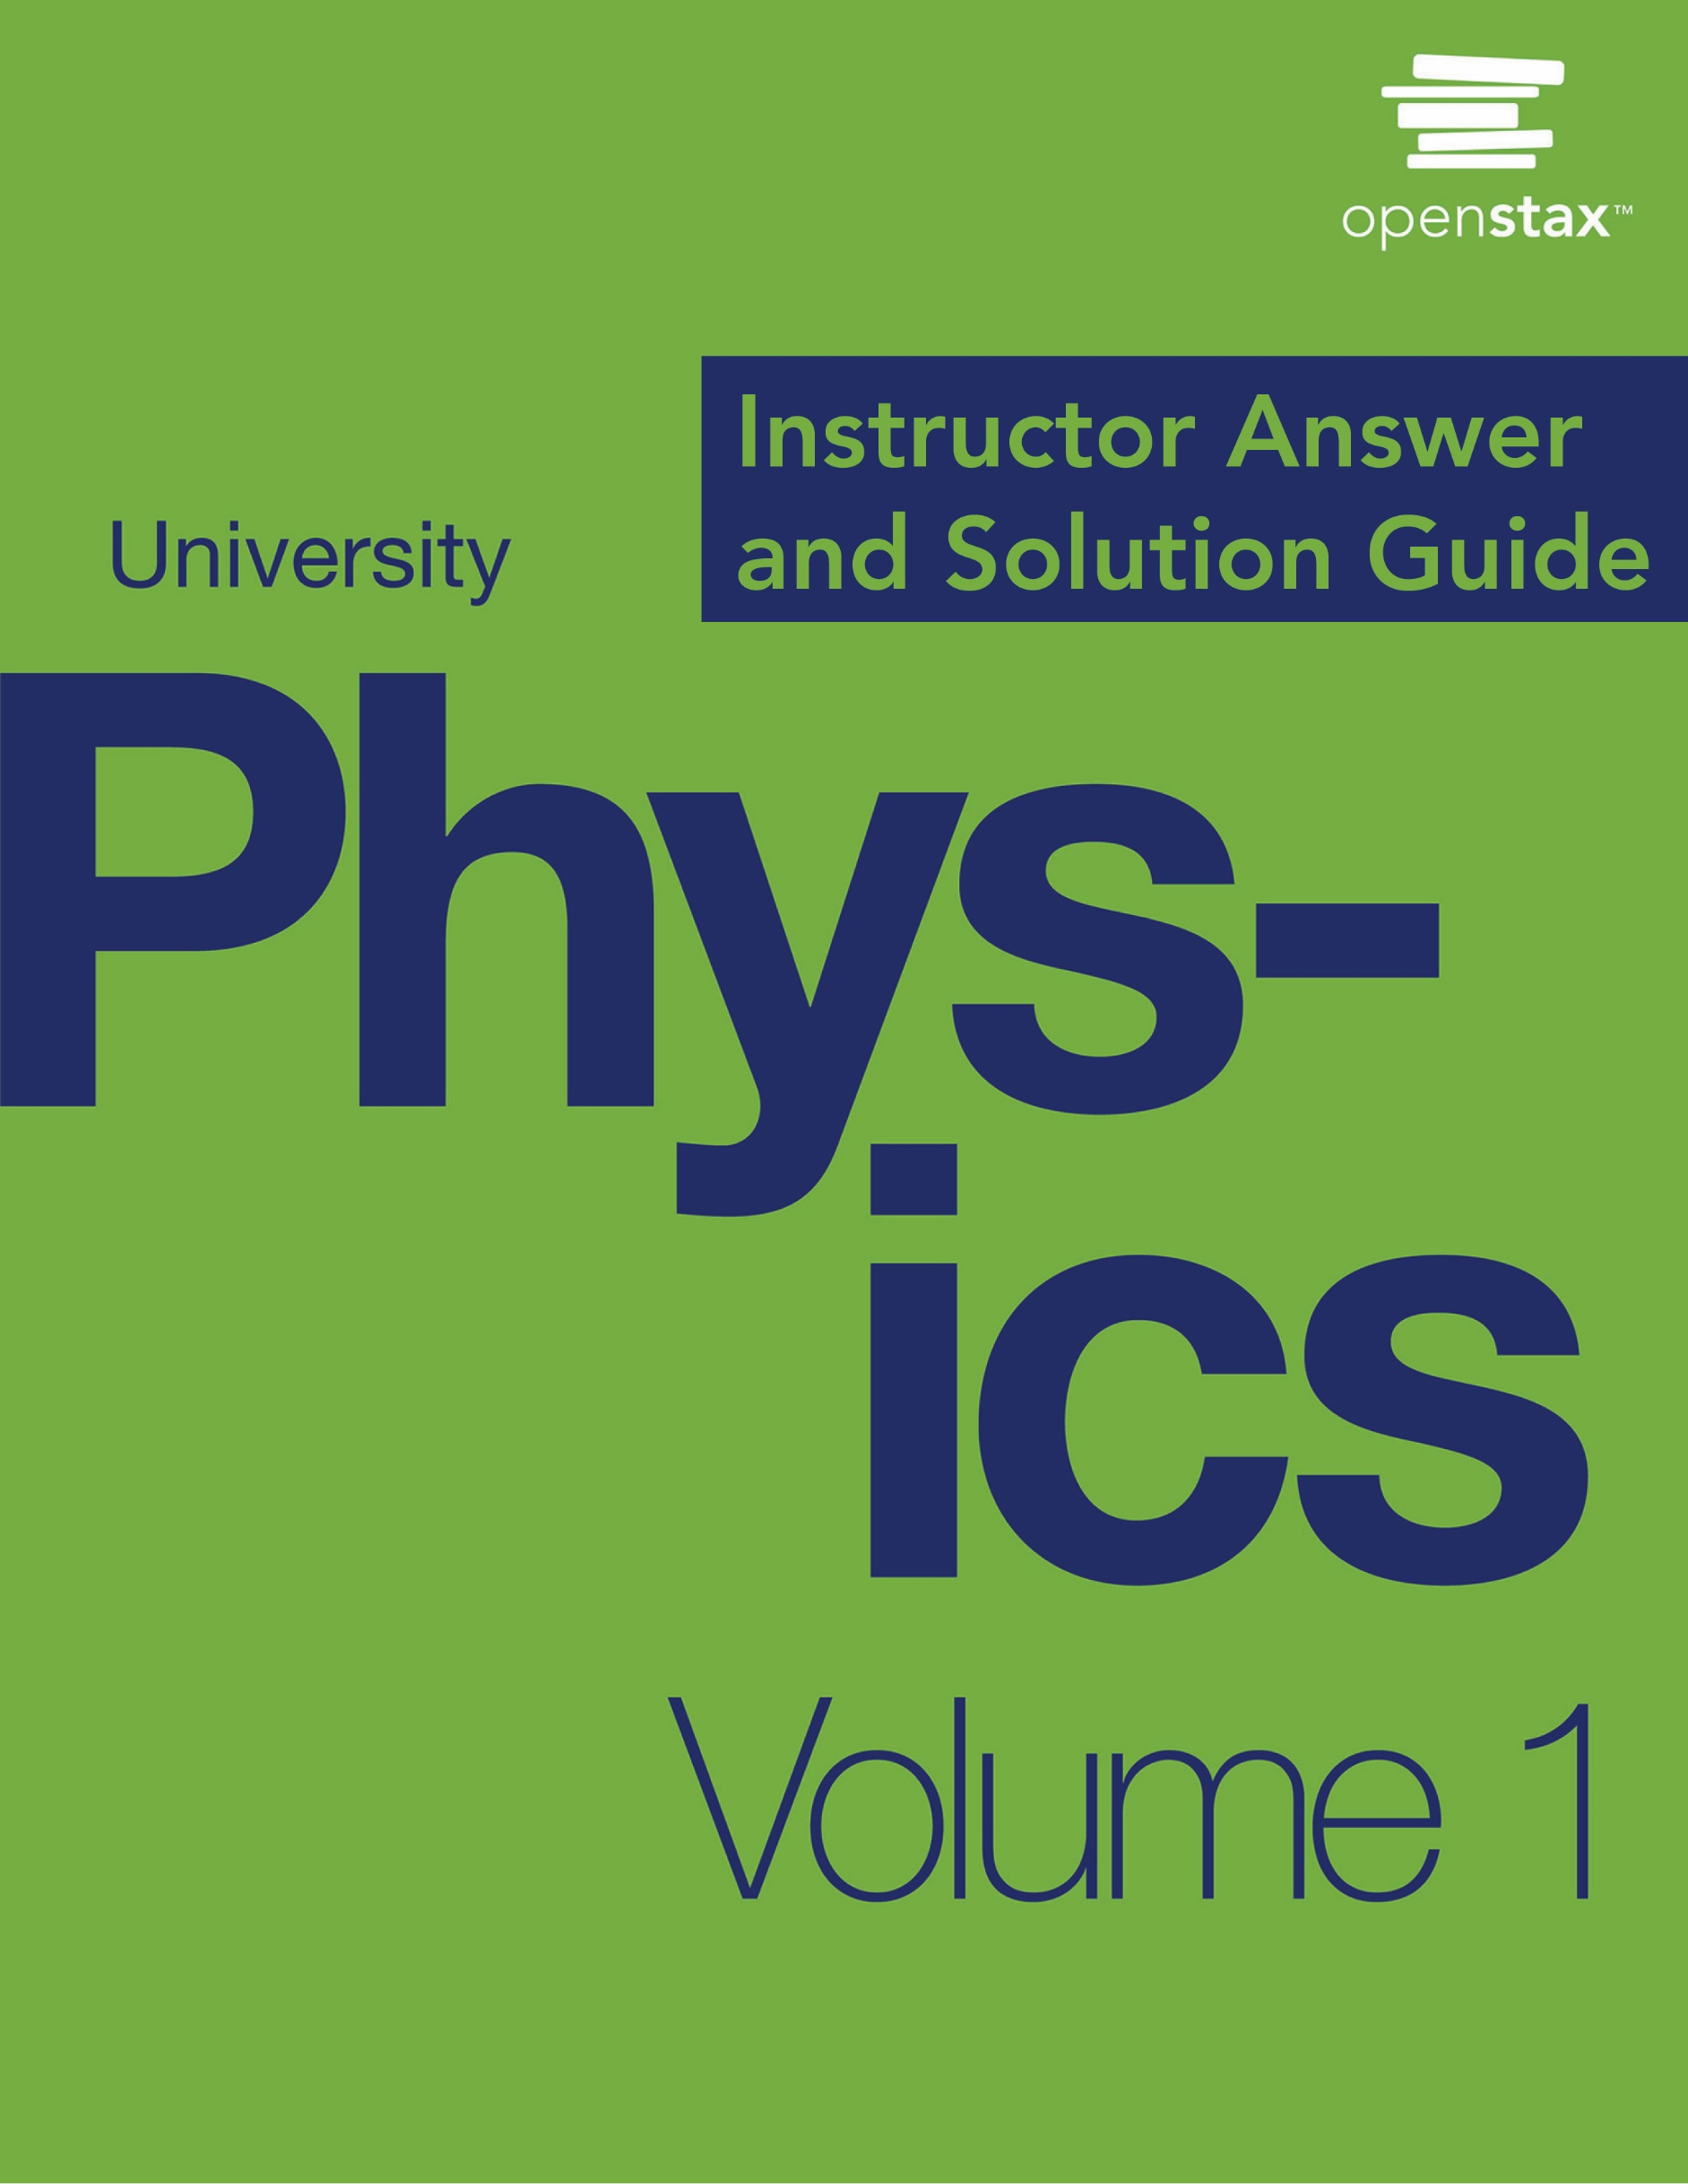 openstax™
Instructor Answer
and Solution Guide
University
Phys-
ics
Volume 1